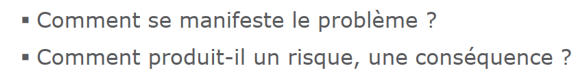 ▪ Comment se manifeste le problème ?
▪ Comment produit-il un risque, une conséquence ?